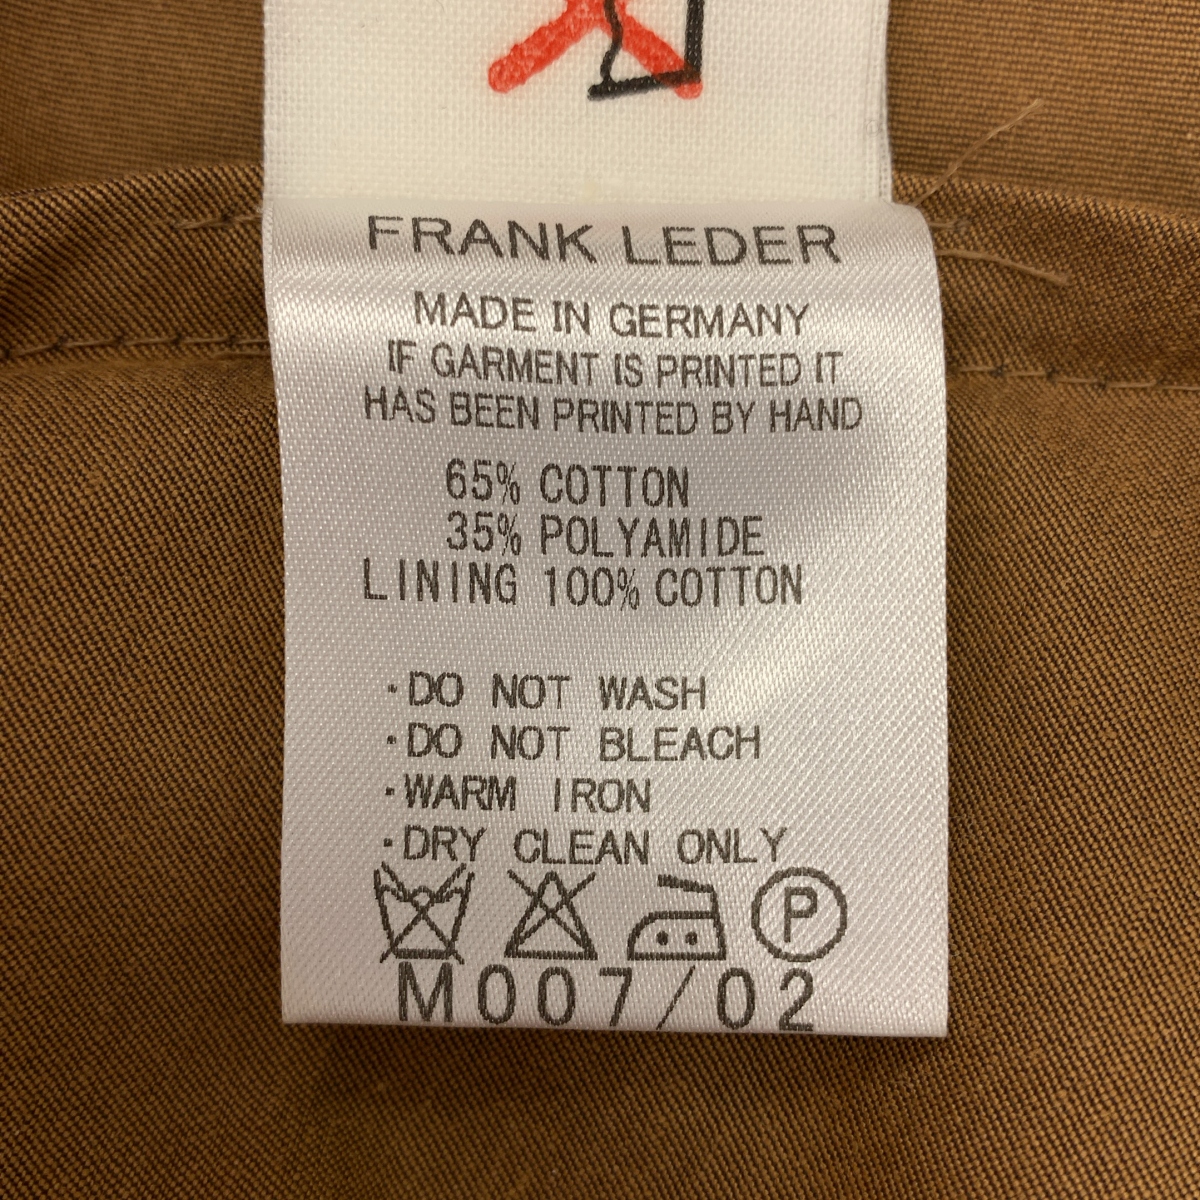 FRANK LEDER
MADE IN GERMANY
IF GARMENT IS PRINTED IT
HAS BEEN PRINTED BY HAND
65% COTTON
35% POLYAMIDE
LINING 100% COTTON
·DO NOT WASH
·DO NOT BLEACH
·WARM IRON
·DRY CLEAN ONLY
P
M007/02